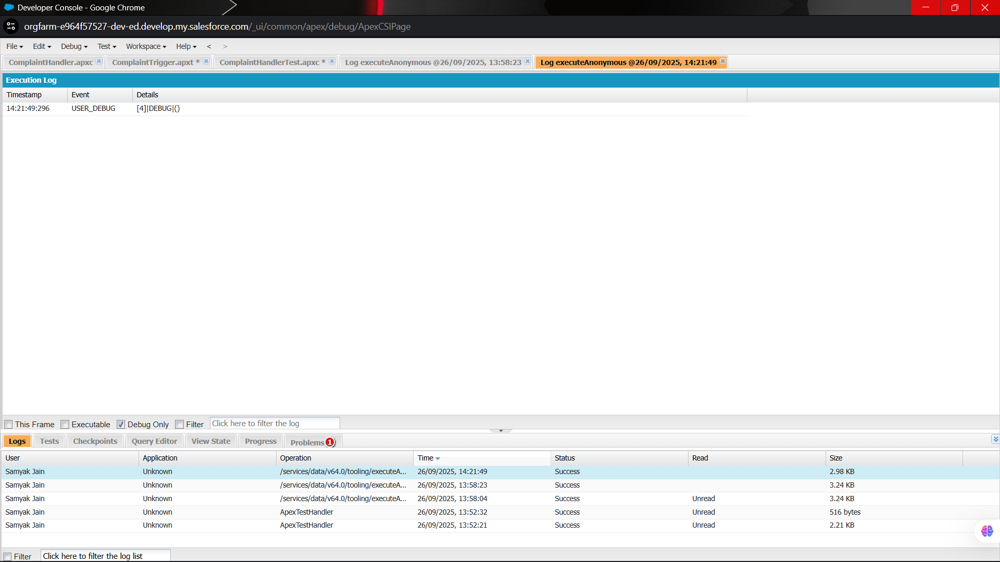 Developer Console - Google Chrome
orgfarm-e964f57527-dev-ed.develop.my.salesforce.com/_ui/common/apex/debug/ApexCSIPage
File Edit Debug Test Workspace Help < >
ComplaintHandler.apxc ComplaintTrigger.apxt * ComplaintHandlerTest.apxc * Log executeAnonymous @26/09/2025, 13:58:23 Log executeAnonymous @26/09/2025, 14:21:49
Execution Log
Timestamp Event Details
14:21:49:296 USER_DEBUG [4]|DEBUG|()
This Frame Executable Debug Only Filter Click here to filter the log
Logs Tests Checkpoints Query Editor View State Progress Problems 1
User Application Operation Time Status Read Size
Samyak Jain Unknown /services/data/v64.0/tooling/executeA... 26/09/2025, 14:21:49 Success 2.98 KB
Samyak Jain Unknown /services/data/v64.0/tooling/executeA... 26/09/2025, 13:58:23 Success 3.24 KB
Samyak Jain Unknown /services/data/v64.0/tooling/executeA... 26/09/2025, 13:58:04 Success Unread 3.24 KB
Samyak Jain Unknown ApexTestHandler 26/09/2025, 13:52:32 Success Unread 516 bytes
Samyak Jain Unknown ApexTestHandler 26/09/2025, 13:52:21 Success Unread 2.21 KB
Filter Click here to filter the log list